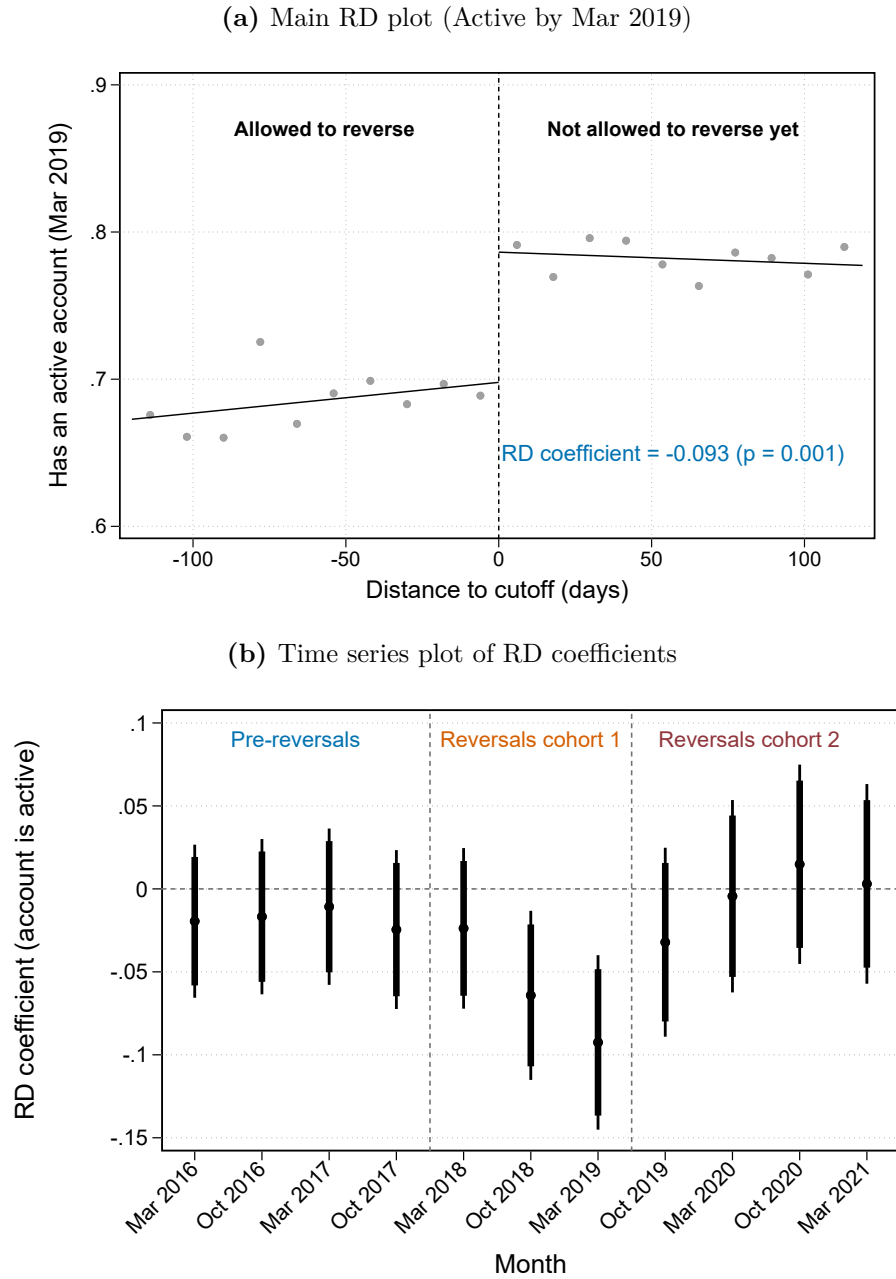 (a) Main RD plot (Active by Mar 2019)
Has an active account (Mar 2019)
.9
.8
.7
.6
Allowed to reverse
Not allowed to reverse yet
RD coefficient = -0.093 (p = 0.001)
-100
-50
0
50
100
Distance to cutoff (days)
(b) Time series plot of RD coefficients
RD coefficient (account is active)
.1
.05
0
-.05
-.1
-.15
Pre-reversals
Reversals cohort 1
Reversals cohort 2
Mar 2016
Oct 2016
Mar 2017
Oct 2017
Mar 2018
Oct 2018
Mar 2019
Oct 2019
Mar 2020
Oct 2020
Mar 2021
Month